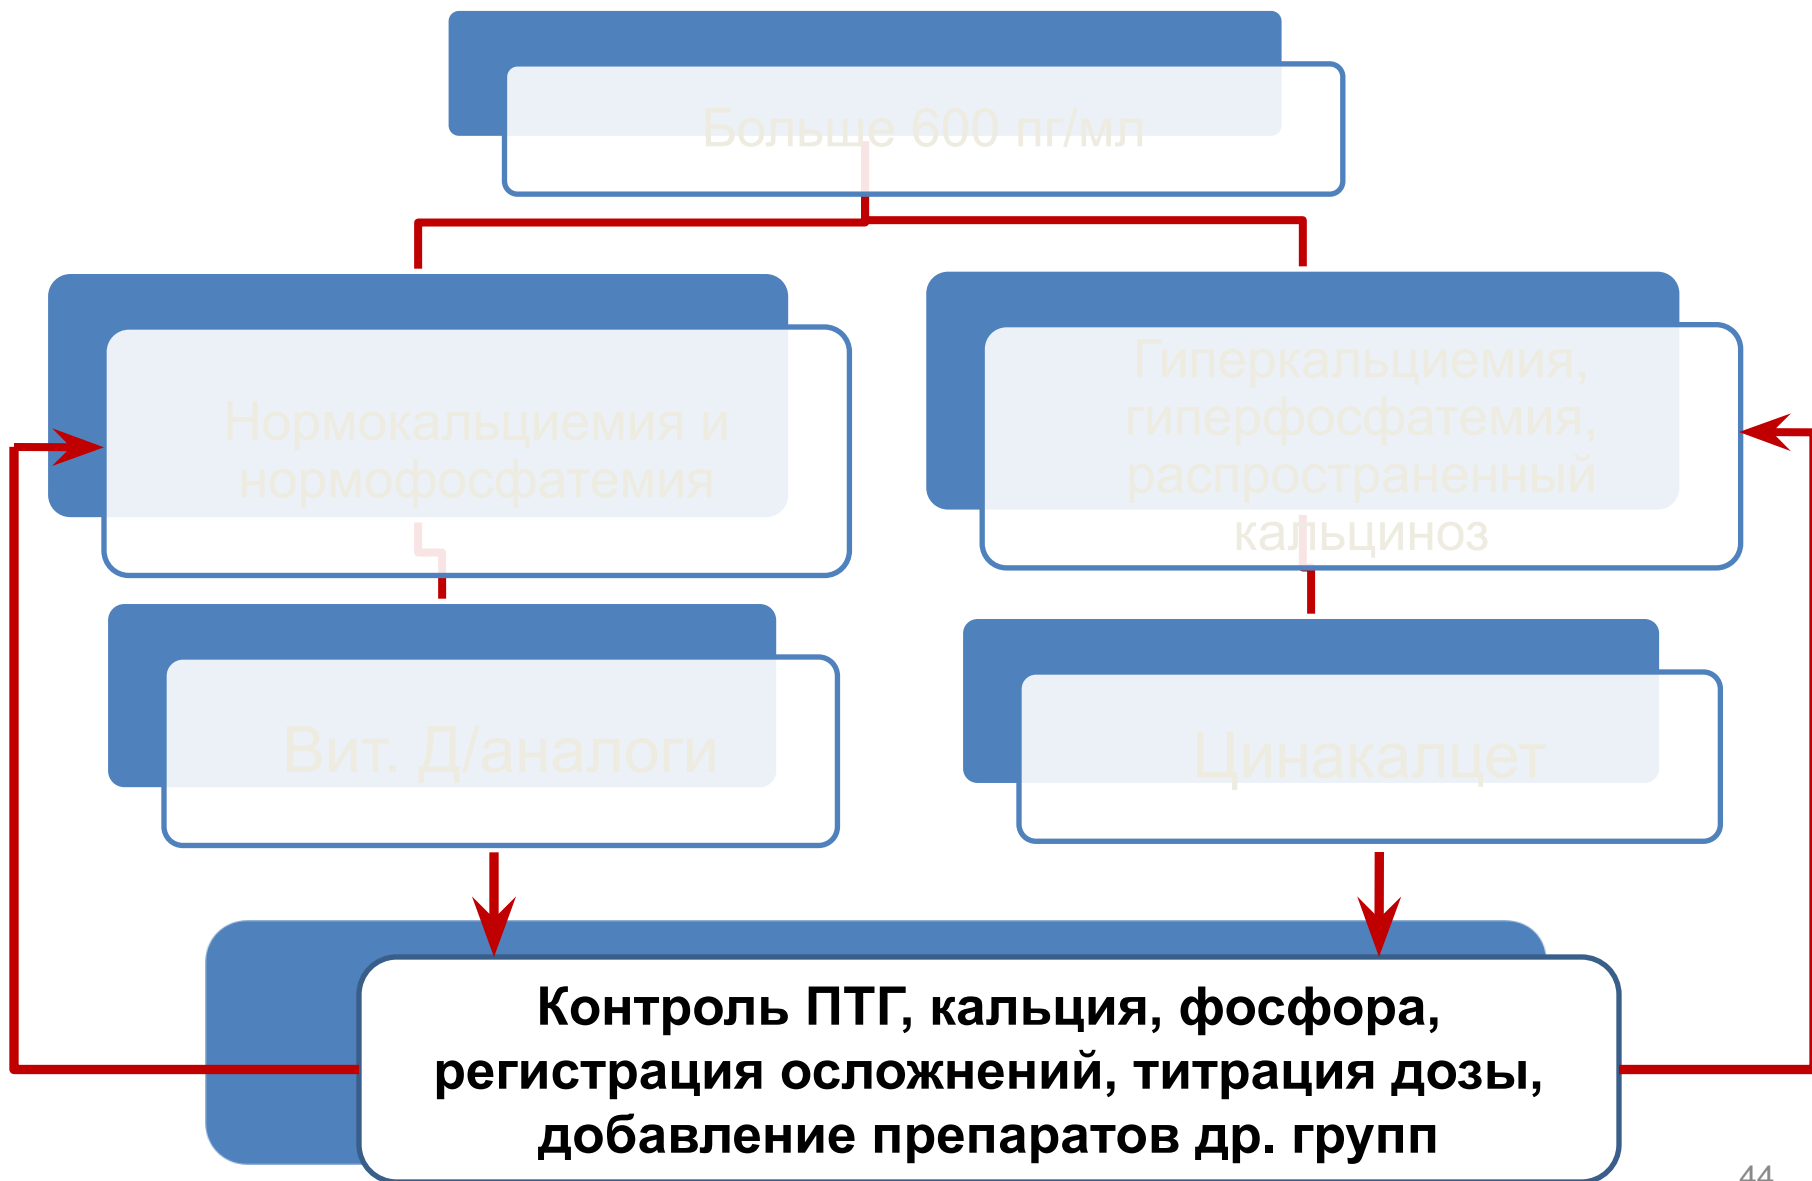 Больше 600 пг/мл
Нормокальциемия и
нормофосфатемия
Гиперкальциемия,
гиперфосфатемия,
распространенный
кальциноз
Вит. Д/аналоги
Цинакалцет
Контроль ПТГ, кальция, фосфора,
регистрация осложнений, титрация дозы,
добавление препаратов др. групп
44